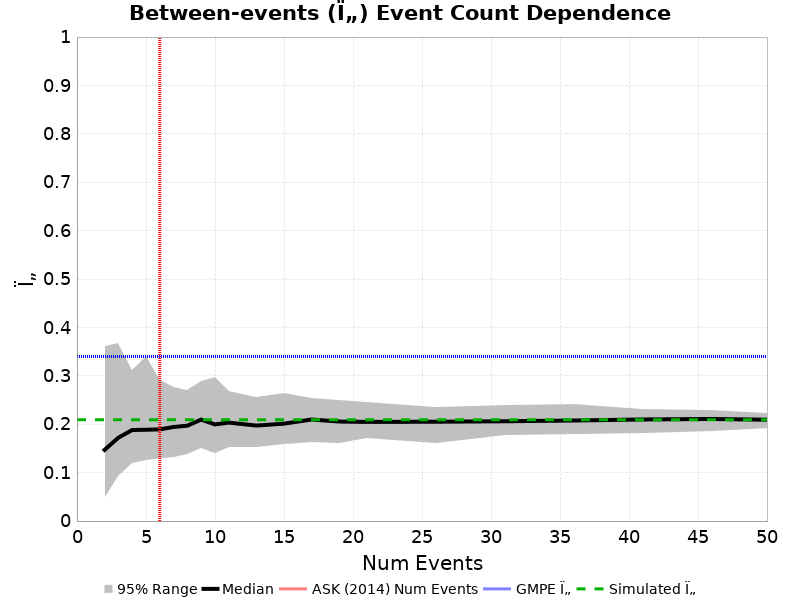 Between-events (Ï„) Event Count Dependence
1
0.9
0.8
0.7
0.6
0.5
0.4
0.3
0.2
0.1
0
Ï„
0 5 10 15 20 25 30 35 40 45 50
Num Events
95% Range Median ASK (2014) Num Events GMPE Ï„ Simulated Ï„